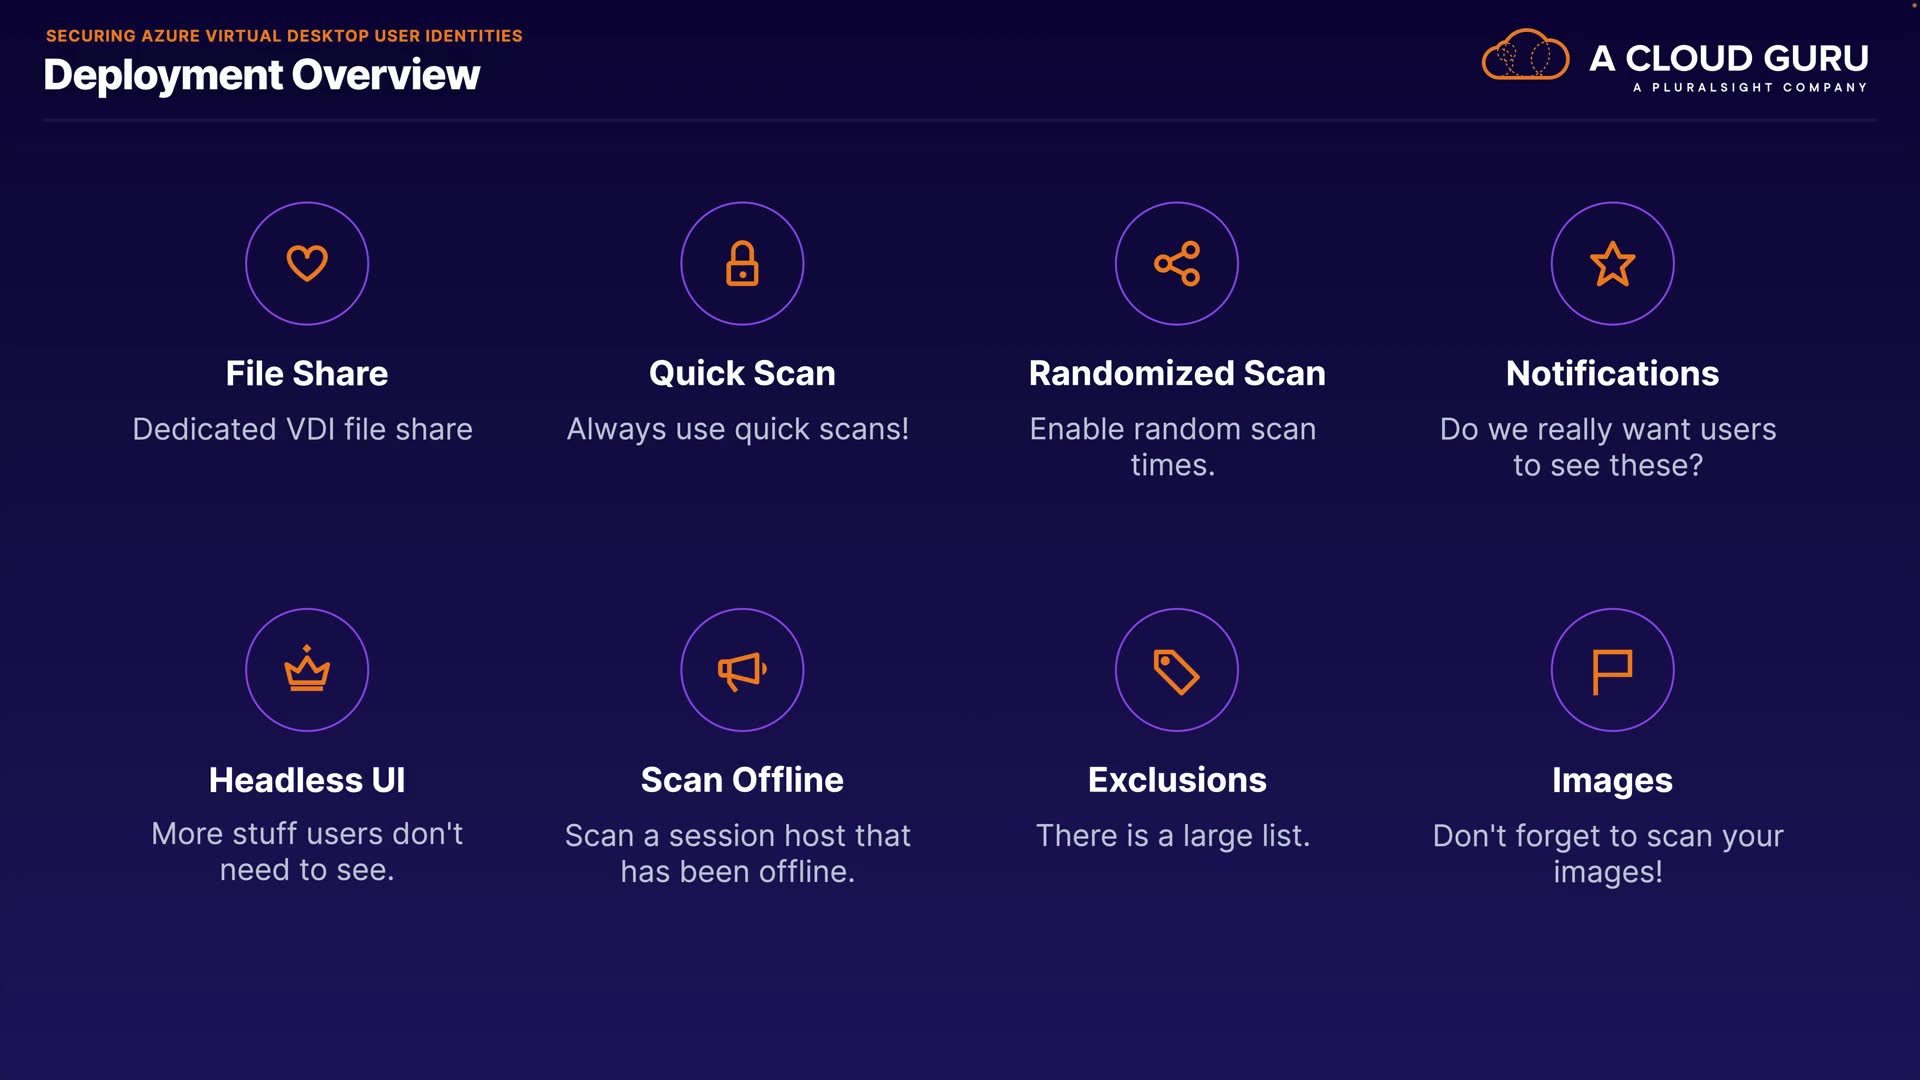 SECURING AZURE VIRTUAL DESKTOP USER IDENTITIES
Deployment Overview
A CLOUD GURU
A PLURALSIGHT COMPANY
File Share
Dedicated VDI file share
Quick Scan
Always use quick scans!
Randomized Scan
Enable random scan
times.
Notifications
Do we really want users
to see these?
Headless UI
More stuff users don't
need to see.
Scan Offline
Scan a session host that
has been offline.
Exclusions
There is a large list.
Images
Don't forget to scan your
images!